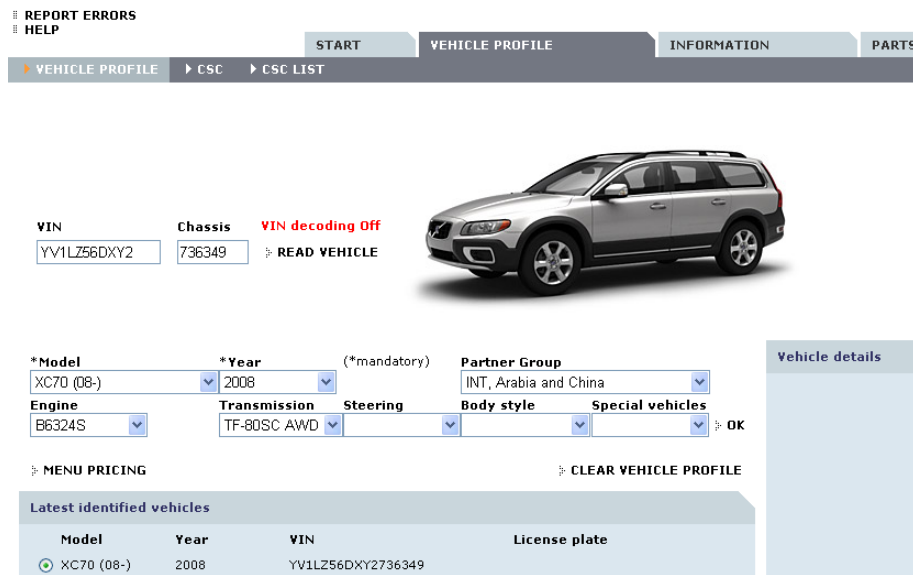 REPORT ERRORS
HELP
START VEHICLE PROFILE INFORMATION PARTS
VEHICLE PROFILE CSC CSC LIST
VIN Chassis VIN decoding Off
YV1LZ56DXY2 736349 READ VEHICLE
*Model *Year (*mandatory) Partner Group Vehicle details
XC70 (08-) 2008 INT, Arabia and China
Engine Transmission Steering Body style Special vehicles
B6324S TF-80SC AWD OK
MENU PRICING CLEAR VEHICLE PROFILE
Latest identified vehicles
Model Year VIN License plate
XC70 (08-) 2008 YV1LZ56DXY2736349